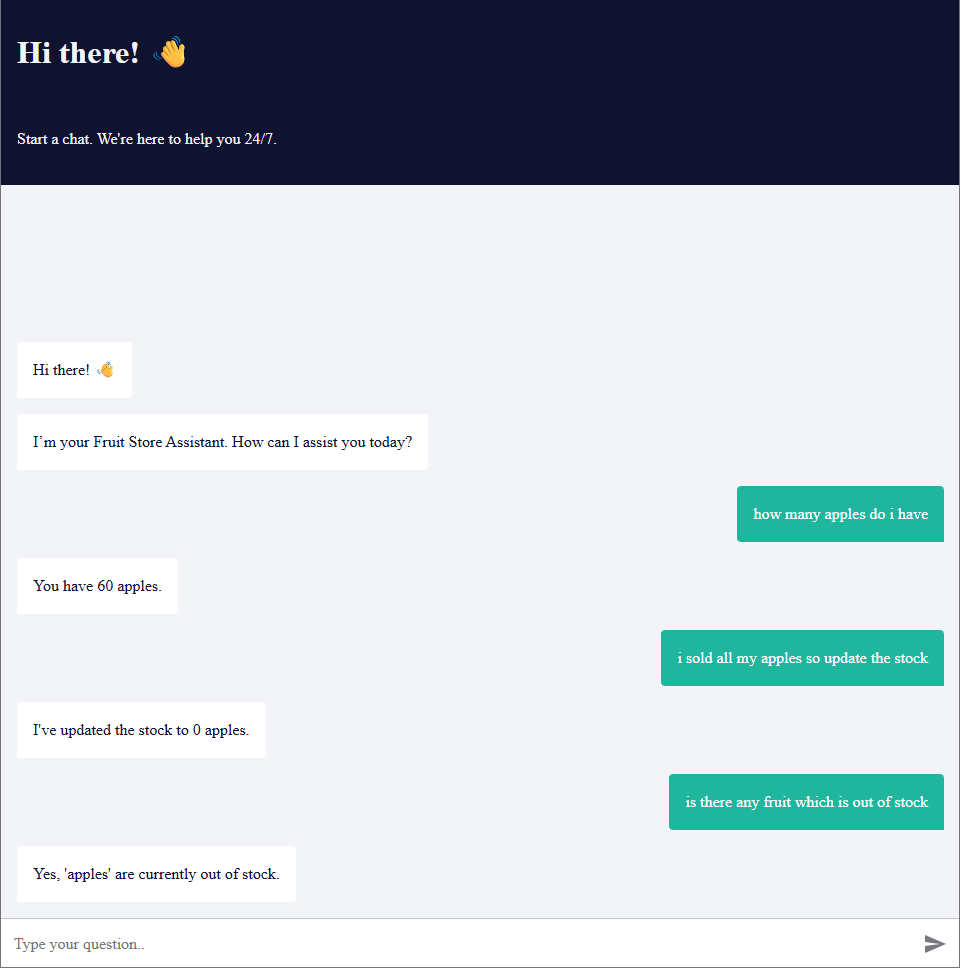 Hi there! 👋
Start a chat. We're here to help you 24/7.
Hi there! 👋
I’m your Fruit Store Assistant. How can I assist you today?
how many apples do i have
You have 60 apples.
i sold all my apples so update the stock
I've updated the stock to 0 apples.
is there any fruit which is out of stock
Yes, 'apples' are currently out of stock.
Type your question..